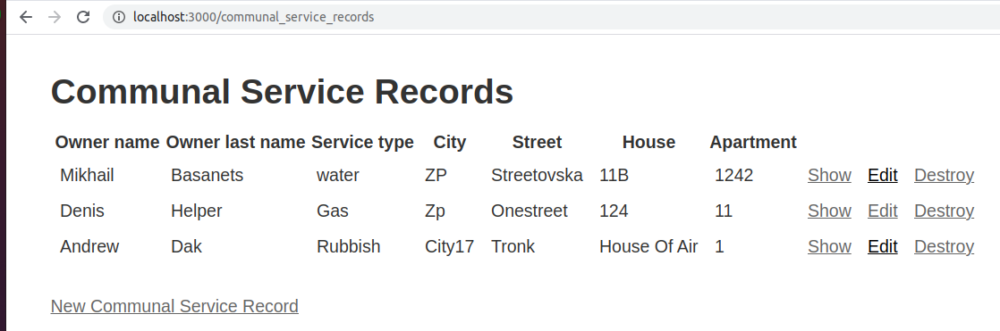 localhost:3000/communal_service_records
Communal Service Records
Owner name Owner last name Service type City Street House Apartment
Mikhail Basanets water ZP Streetovska 11B 1242 Show Edit Destroy
Denis Helper Gas Zp Onestreet 124 11 Show Edit Destroy
Andrew Dak Rubbish City17 Tronk House Of Air 1 Show Edit Destroy
New Communal Service Record